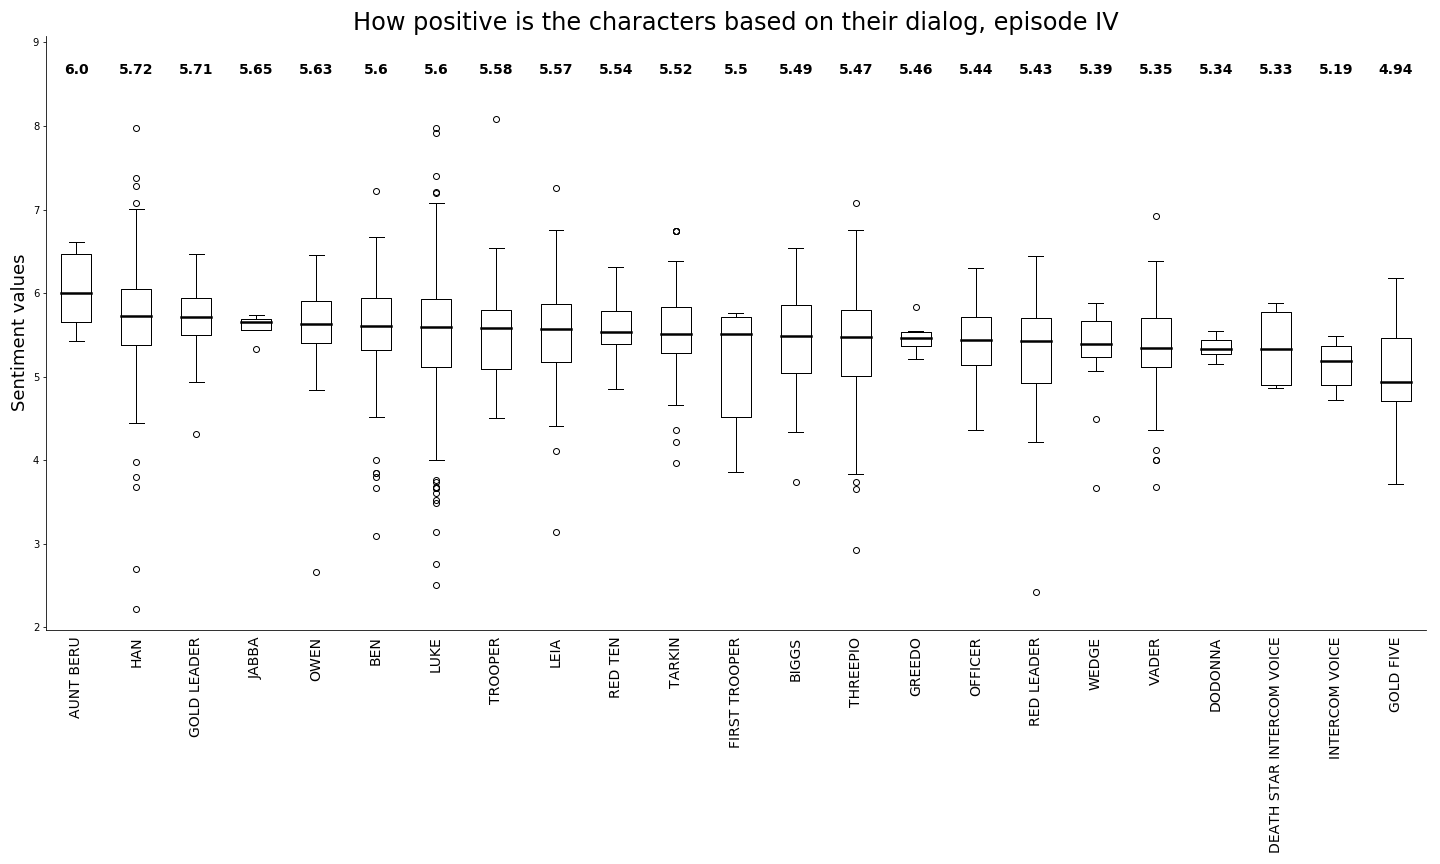 How positive is the characters based on their dialog, episode IV
Sentiment values
9
8
7
6
5
4
3
2
6.0 5.72 5.71 5.65 5.63 5.6 5.6 5.58 5.57 5.54 5.52 5.5 5.49 5.47 5.46 5.44 5.43 5.39 5.35 5.34 5.33 5.19 4.94
AUNT BERU
HAN
GOLD LEADER
JABBA
OWEN
BEN
LUKE
TROOPER
LEIA
RED TEN
TARKIN
FIRST TROOPER
BIGGS
THREEPIO
GREEDO
OFFICER
RED LEADER
WEDGE
VADER
DODONNA
DEATH STAR INTERCOM VOICE
INTERCOM VOICE
GOLD FIVE